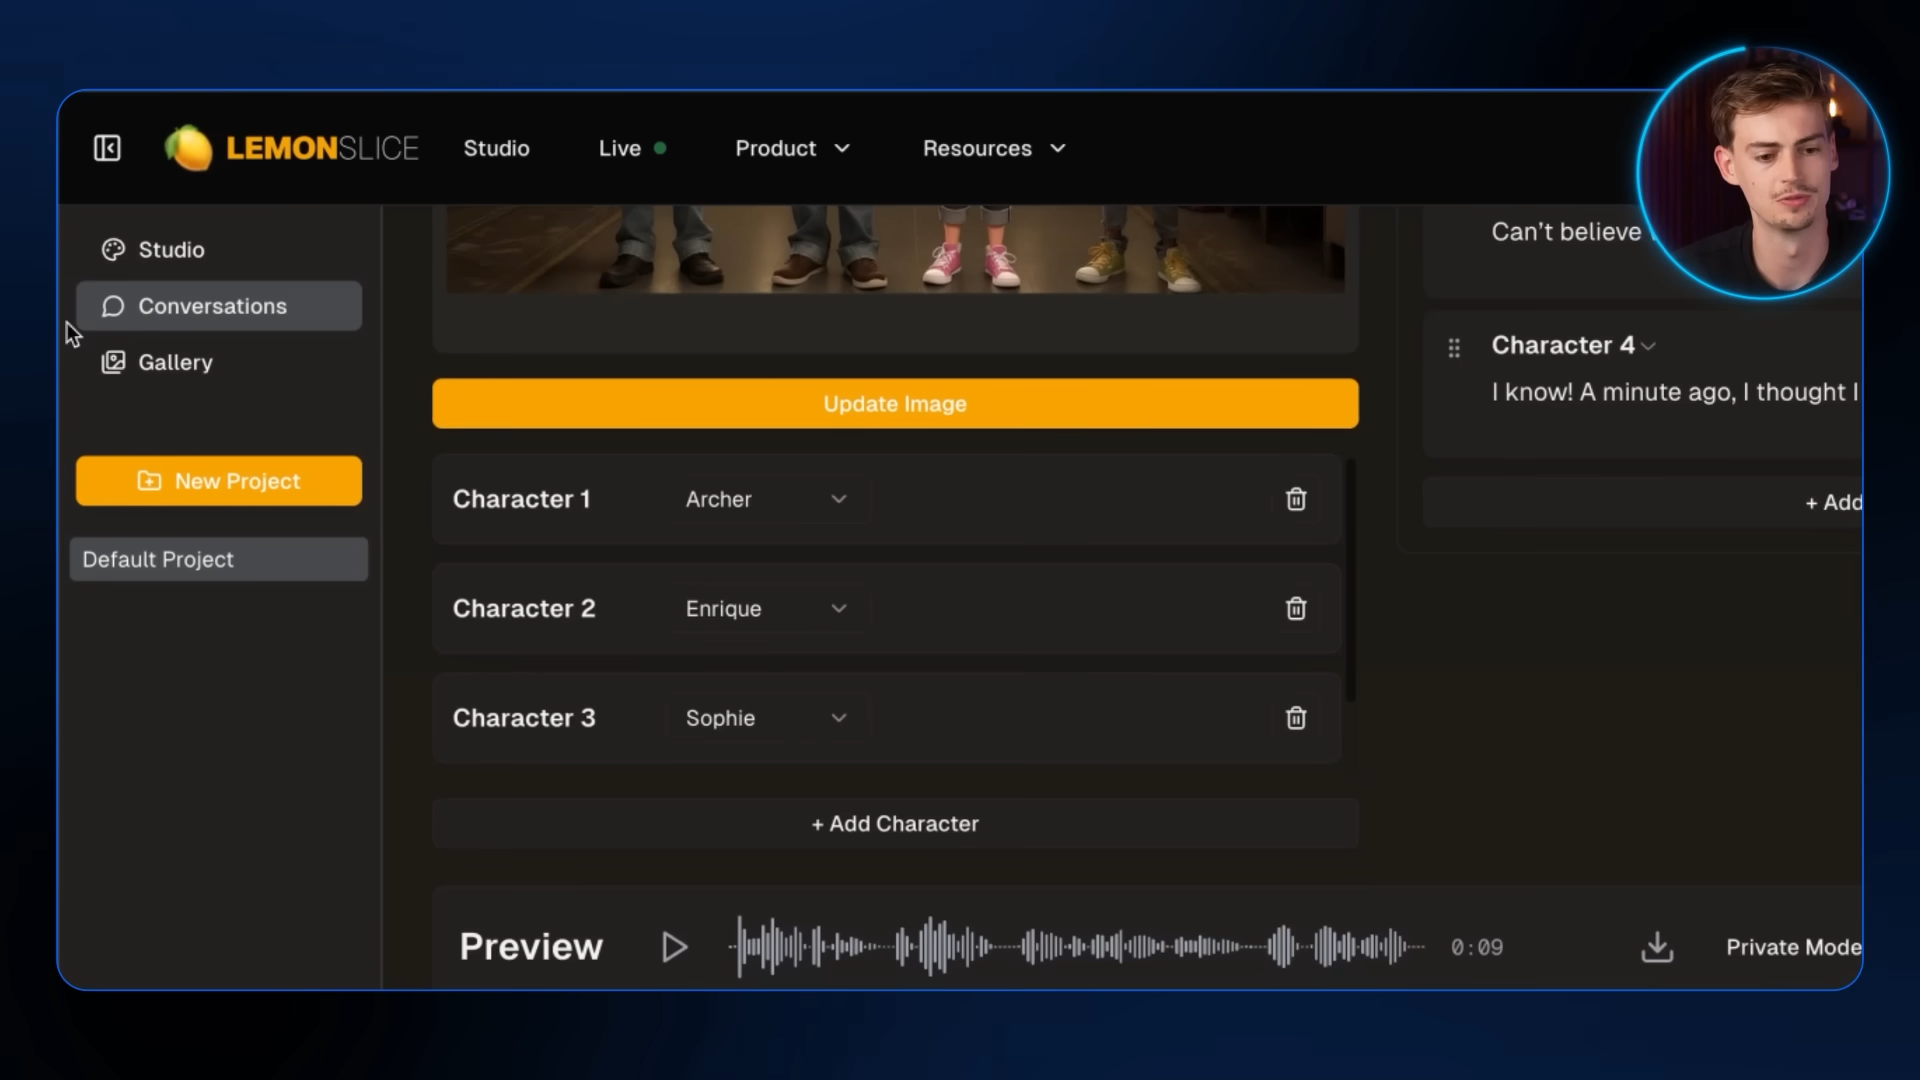 LEMONSLICE
Studio
Live
Product
Resources
Studio
Conversations
Gallery
New Project
Default Project
Update Image
Character 1
Archer
Character 2
Enrique
Character 3
Sophie
+ Add Character
Can't believe
Character 4
I know! A minute ago, I thought I
+ Add
Preview
0:09
Private Mode